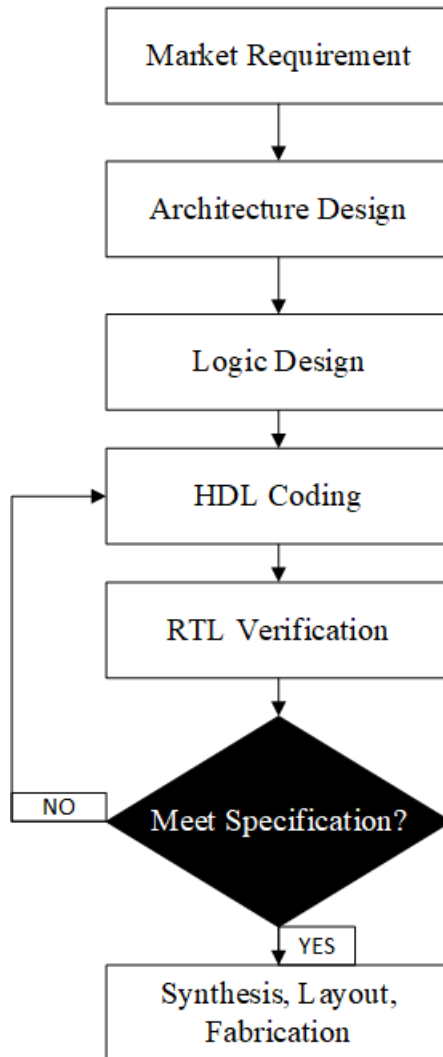 Market Requirement
Architecture Design
Logic Design
HDL Coding
RTL Verification
Meet Specification?
NO
YES
Synthesis, Layout,
Fabrication